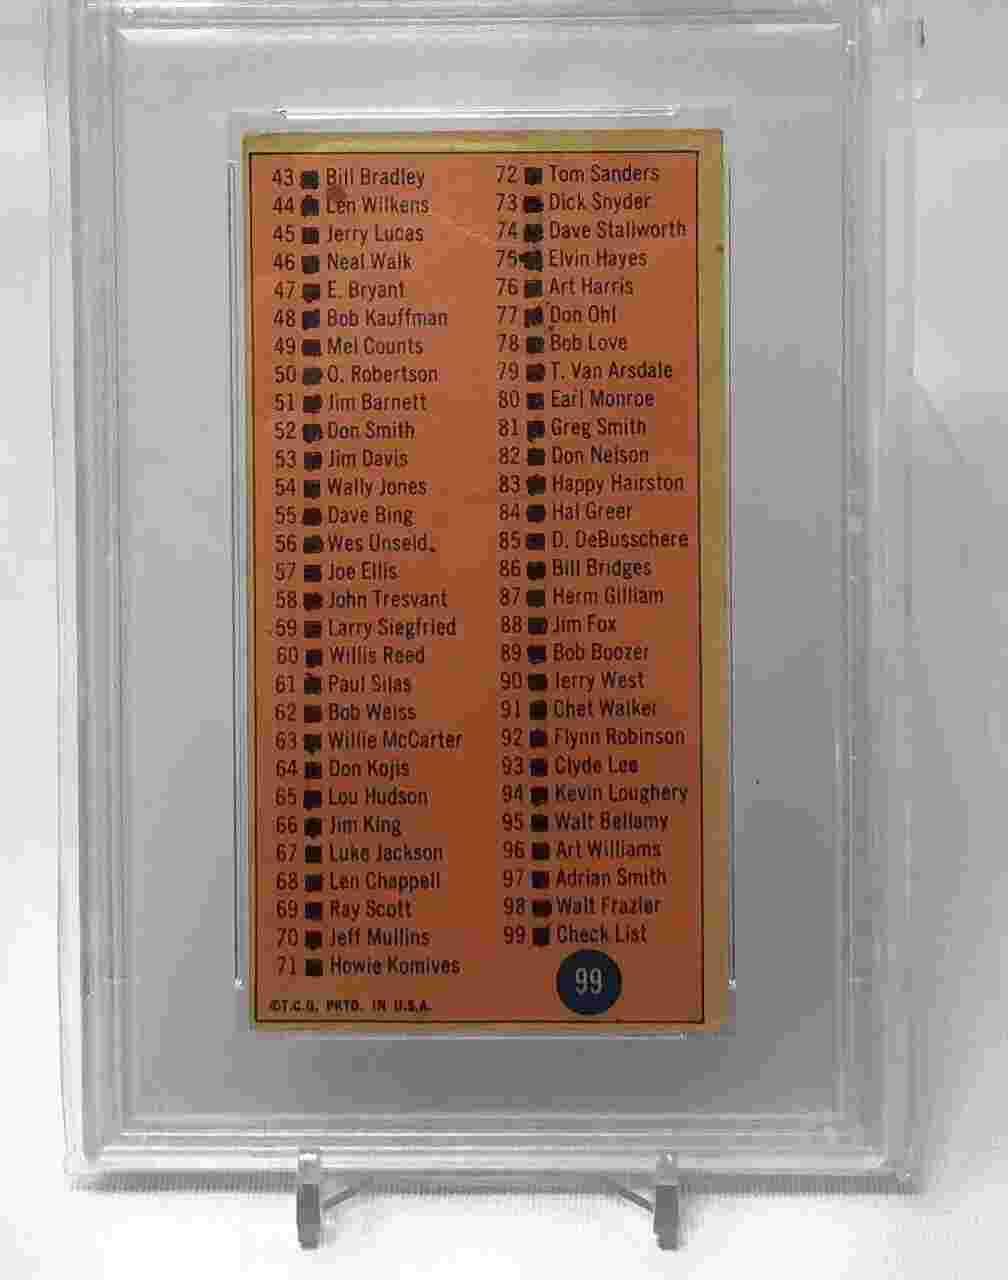 43 Bill Bradley
44 Len Wilkens
45 Jerry Lucas
46 Neal Walk
47 E. Bryant
48 Bob Kauffman
49 Mel Counts
50 O. Robertson
51 Jim Barnett
52 Don Smith
53 Jim Davis
54 Wally Jones
55 Dave Bing
56 Wes Unseld
57 Joe Ellis
58 John Tresvant
59 Larry Siegfried
60 Willis Reed
61 Paul Silas
62 Bob Weiss
63 Willie McCarter
64 Don Kojis
65 Lou Hudson
66 Jim King
67 Luke Jackson
68 Len Chappell
69 Ray Scott
70 Jeff Mullins
71 Howie Komives
72 Tom Sanders
73 Dick Snyder
74 Dave Stallworth
75 Elvin Hayes
76 Art Harris
77 Don Ohl
78 Bob Love
79 T. Van Arsdale
80 Earl Monroe
81 Greg Smith
82 Don Nelson
83 Happy Hairston
84 Hal Greer
85 D. DeBusschere
86 Bill Bridges
87 Herm Gilliam
88 Jim Fox
89 Bob Boozer
90 Jerry West
91 Chet Walker
92 Flynn Robinson
93 Clyde Lee
94 Kevin Loughery
95 Walt Bellamy
96 Art Williams
97 Adrian Smith
98 Walt Frazier
99 Check List
99
©T.C.G. PRTD. IN U.S.A.